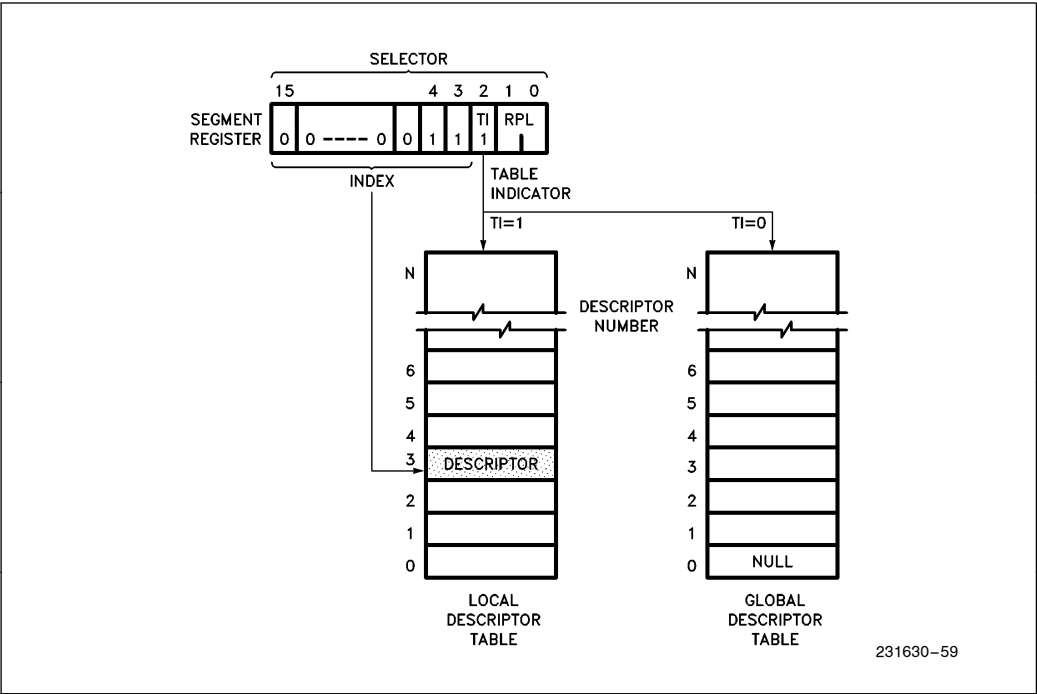 SELECTOR
15 4 3 2 1 0
SEGMENT
REGISTER
TI RPL
0 0 ---- 0 0 1 1 1
INDEX
TABLE
INDICATOR
TI=1
TI=0
N
DESCRIPTOR
NUMBER
N
6
5
4
3
DESCRIPTOR
2
1
0
6
5
4
3
2
1
0
NULL
LOCAL
DESCRIPTOR
TABLE
GLOBAL
DESCRIPTOR
TABLE
231630–59